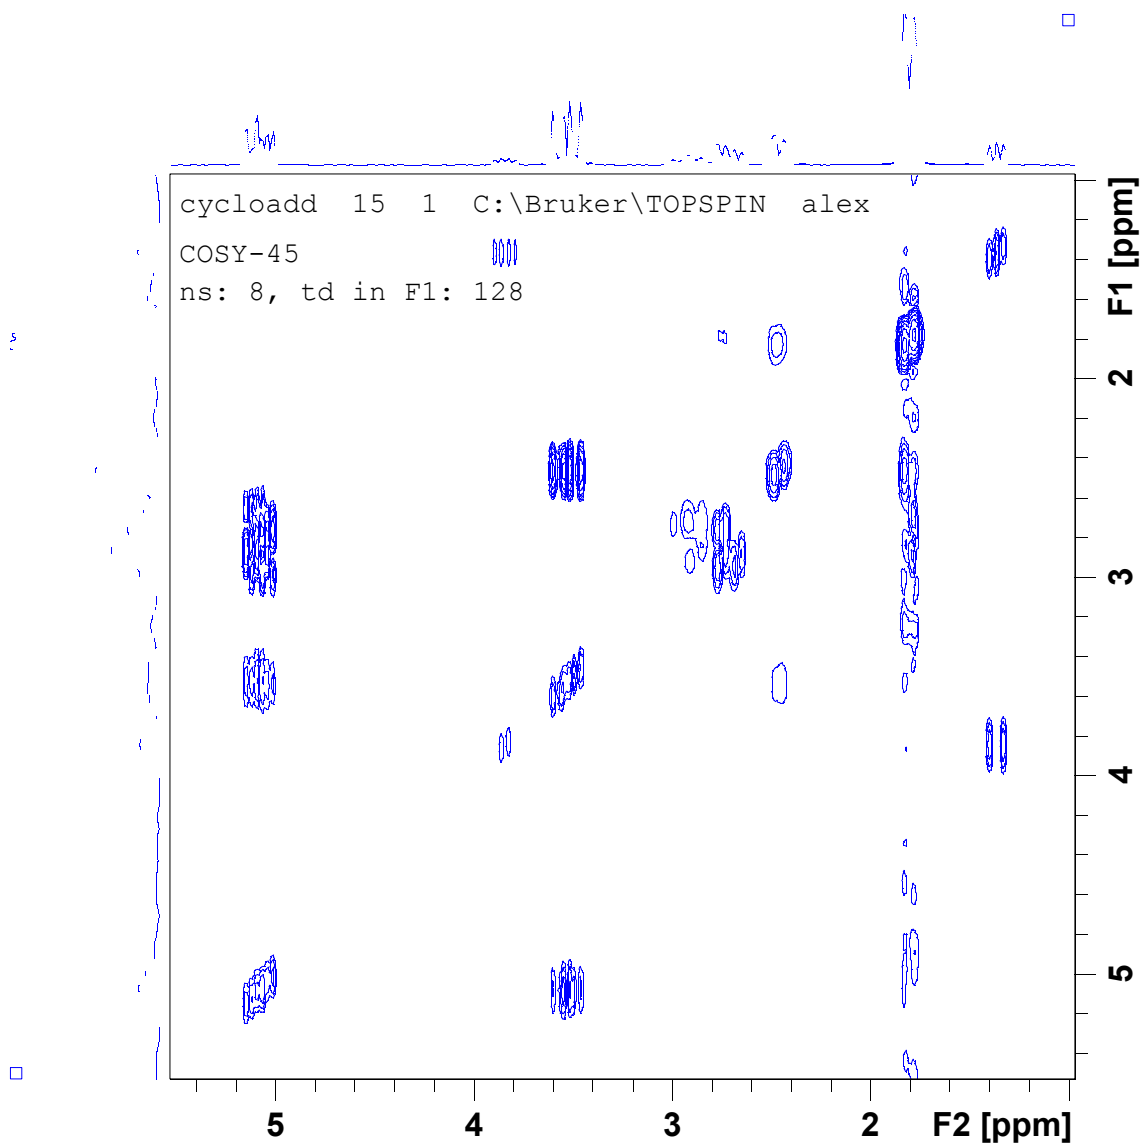 cycloadd 15 1 C:\Bruker\TOPSPIN alex
COSY-45
ns: 8, td in F1: 128
F1 [ppm]
2
3
4
5
5
4
3
2
F2 [ppm]